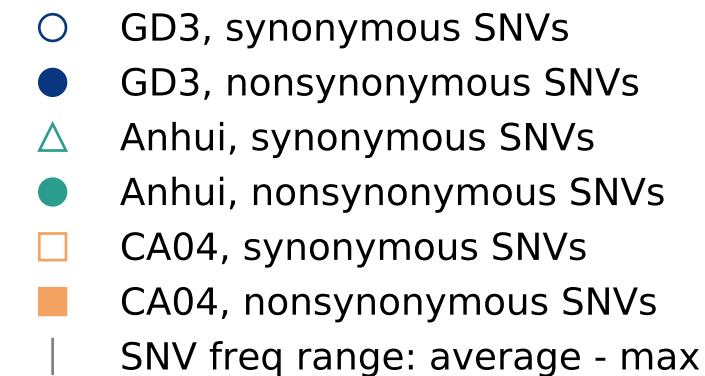 GD3, synonymous SNVs
GD3, nonsynonymous SNVs
Anhui, synonymous SNVs
Anhui, nonsynonymous SNVs
CA04, synonymous SNVs
CA04, nonsynonymous SNVs
SNV freq range: average - max